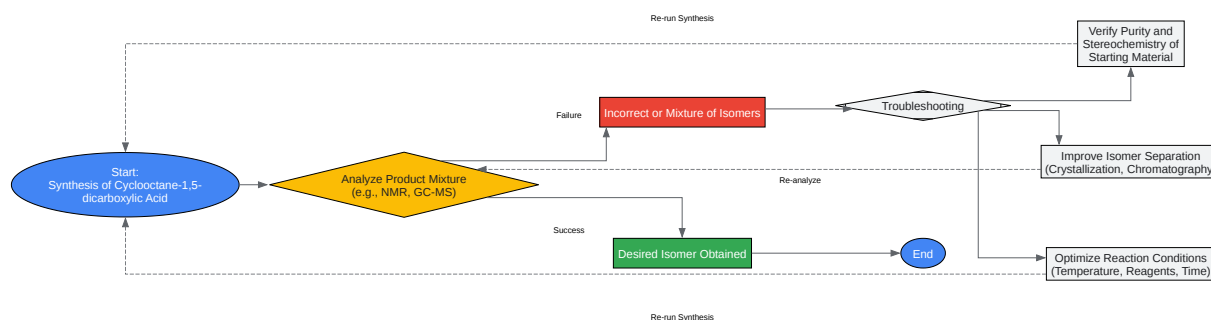 Re-run Synthesis
Verify Purity and
Stereochemistry of
Starting Material
Troubleshooting
Incorrect or Mixture of Isomers
Failure
Start:
Synthesis of Cyclooctane-1,5-
dicarboxylic Acid
Analyze Product Mixture
(e.g., NMR, GC-MS)
Improve Isomer Separation
(Crystallization, Chromatography)
Re-analyze
Success
Desired Isomer Obtained
End
Optimize Reaction Conditions
(Temperature, Reagents, Time)
Re-run Synthesis